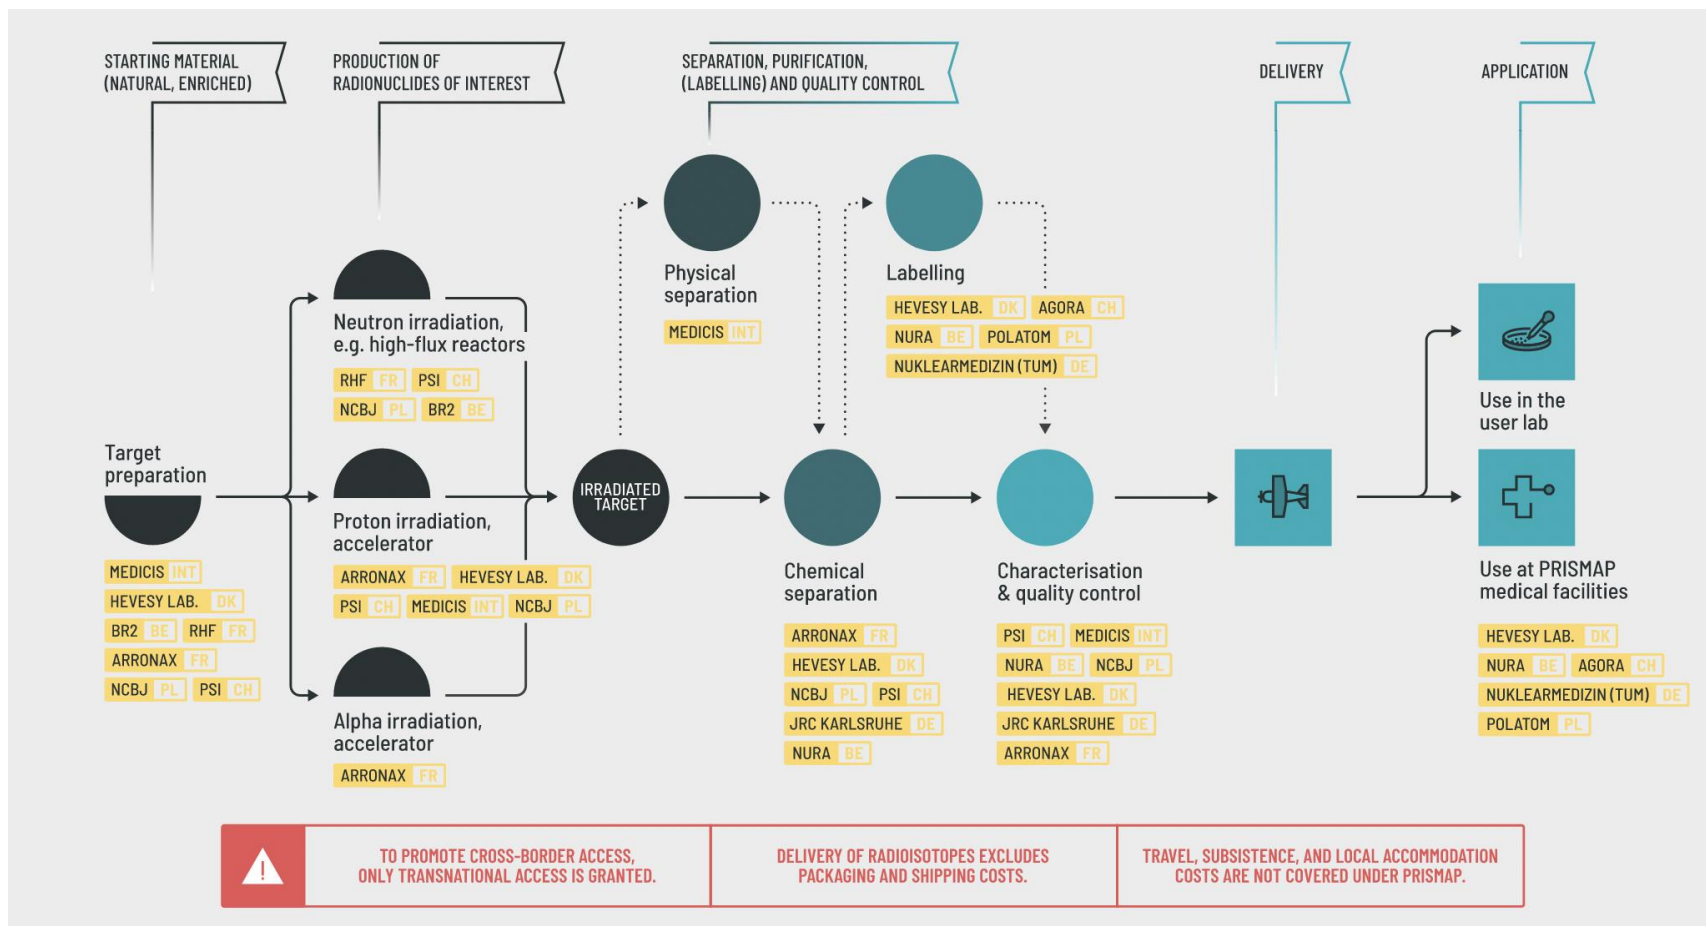 STARTING MATERIAL
(NATURAL, ENRICHED)
PRODUCTION OF
RADIONUCLIDES OF INTEREST
SEPARATION, PURIFICATION,
(LABELLING) AND QUALITY CONTROL
DELIVERY
APPLICATION
Target
preparation
MEDICIS INT
HEVESY LAB. DK
BR2 BE RHF FR
ARRONAX FR
NCBJ PL PSI CH
Neutron irradiation,
e.g. high-flux reactors
RHF FR PSI CH
NCBJ PL BR2 BE
Proton irradiation,
accelerator
ARRONAX FR HEVESY LAB. DK
PSI CH MEDICIS INT NCBJ PL
Alpha irradiation,
accelerator
ARRONAX FR
IRRADIATED
TARGET
Physical
separation
MEDICIS INT
Labelling
HEVESY LAB. DK AGORA CH
NURA BE POLATOM PL
NUKLEARMEDIZIN (TUM) DE
Chemical
separation
ARRONAX FR
HEVESY LAB. DK
NCBJ PL PSI CH
JRC KARLSRUHE DE
NURA BE
Characterisation
& quality control
PSI CH MEDICIS INT
NURA BE NCBJ PL
HEVESY LAB. DK
JRC KARLSRUHE DE
ARRONAX FR
Use in the
user lab
Use at PRISMAP
medical facilities
HEVESY LAB. DK
NURA BE AGORA CH
NUKLEARMEDIZIN (TUM) DE
POLATOM PL
TO PROMOTE CROSS-BORDER ACCESS,
ONLY TRANSNATIONAL ACCESS IS GRANTED.
DELIVERY OF RADIOISOTOPES EXCLUDES
PACKAGING AND SHIPPING COSTS.
TRAVEL, SUBSISTENCE, AND LOCAL ACCOMMODATION
COSTS ARE NOT COVERED UNDER PRISMAP.